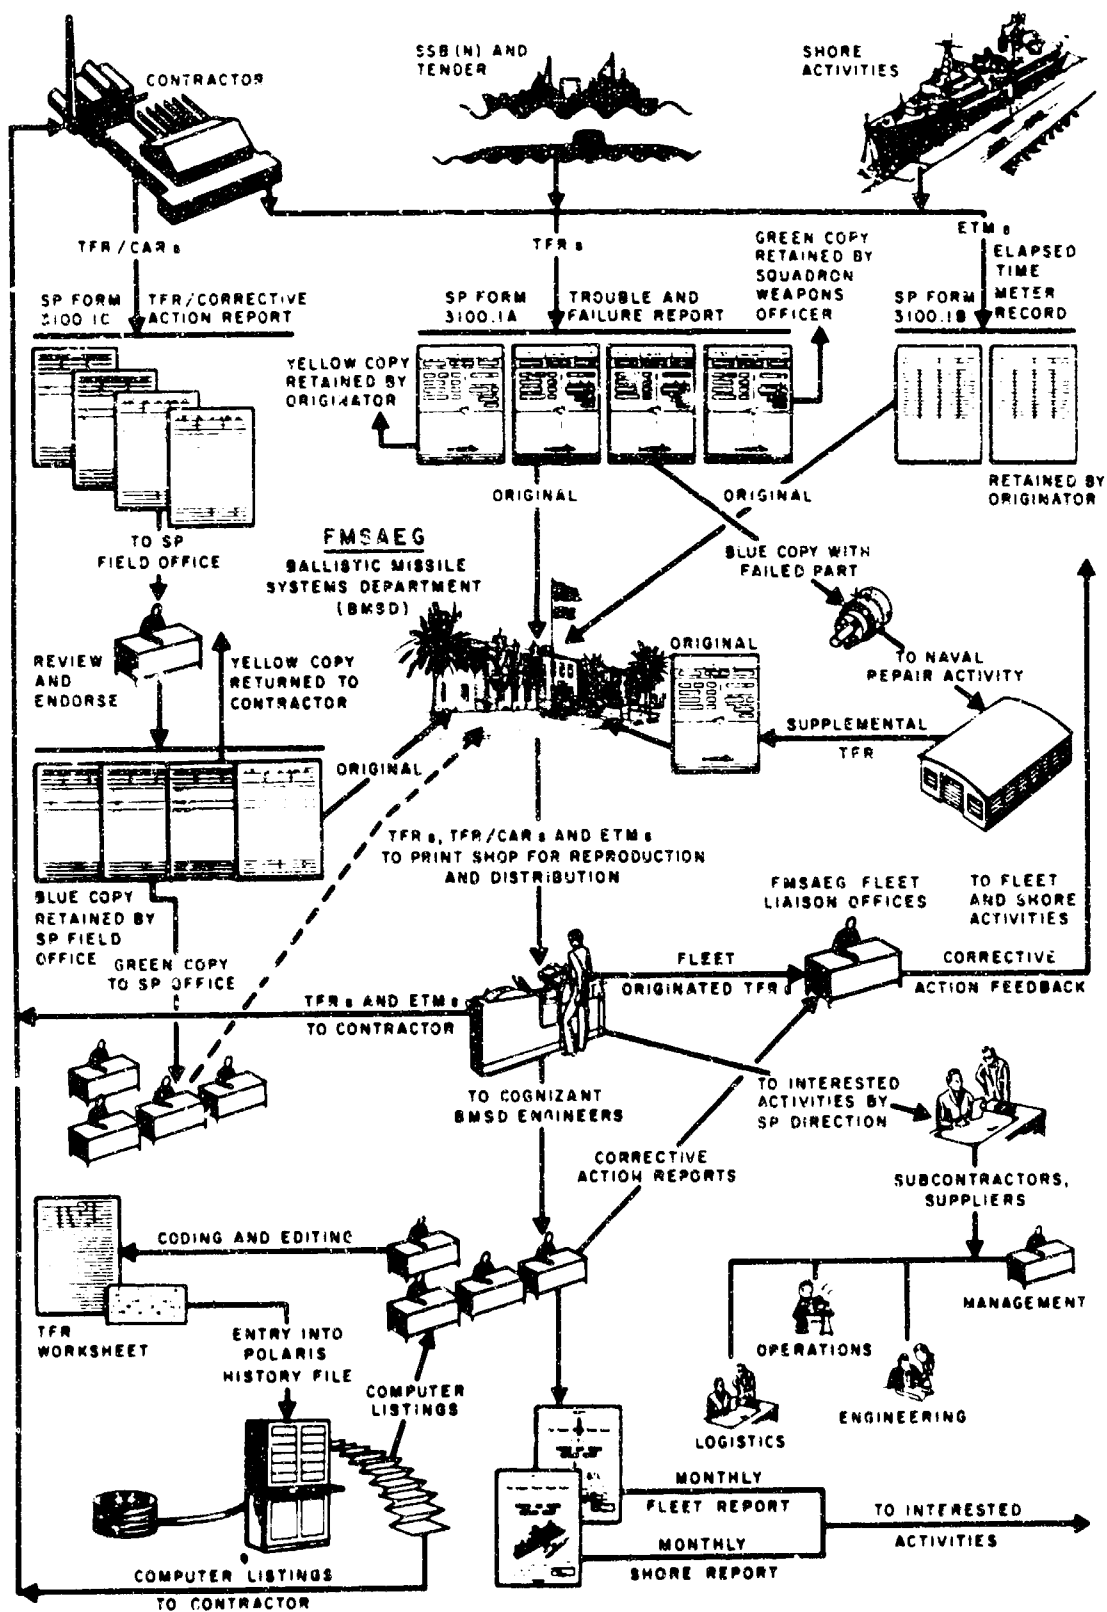 CONTRACTOR
SSB(N) AND
TENDER
SHORE
ACTIVITIES
TFR/CARs
TFRs
ETMs
SP FORM
3100.1C
TFR/CORRECTIVE
ACTION REPORT
SP FORM
3100.1A
TROUBLE AND
FAILURE REPORT
GREEN COPY
RETAINED BY
SQUADRON
WEAPONS
OFFICER
SP FORM
3100.1B
ELAPSED
TIME
METER
RECORD
YELLOW COPY
RETAINED BY
ORIGINATOR
RETAINED BY
ORIGINATOR
ORIGINAL
ORIGINAL
TO SP
FIELD OFFICE
FMSAEG
BALLISTIC MISSILE
SYSTEMS DEPARTMENT
(BMSD)
BLUE COPY WITH
FAILED PART
REVIEW
AND
ENDORSE
YELLOW COPY
RETURNED TO
CONTRACTOR
ORIGINAL
TO NAVAL
REPAIR ACTIVITY
SUPPLEMENTAL
TFR
ORIGINAL
TFRs, TFR/CARs AND ETMs
TO PRINT SHOP FOR REPRODUCTION
AND DISTRIBUTION
BLUE COPY
RETAINED BY
SP FIELD
OFFICE
GREEN COPY
TO SP OFFICE
FMSAEG FLEET
LIAISON OFFICES
TO FLEET
AND SHORE
ACTIVITIES
FLEET
ORIGINATED TFRs
CORRECTIVE
ACTION FEEDBACK
TFRs AND ETMs
TO CONTRACTOR
TO COGNIZANT
BMSD ENGINEERS
TO INTERESTED
ACTIVITIES BY
SP DIRECTION
CORRECTIVE
ACTION REPORTS
SUBCONTRACTORS,
SUPPLIERS
CODING AND EDITING
MANAGEMENT
TFR
WORKSHEET
ENTRY INTO
POLARIS
HISTORY FILE
COMPUTER
LISTINGS
OPERATIONS
ENGINEERING
LOGISTICS
MONTHLY
FLEET REPORT
MONTHLY
SHORE REPORT
TO INTERESTED
ACTIVITIES
COMPUTER LISTINGS
TO CONTRACTOR